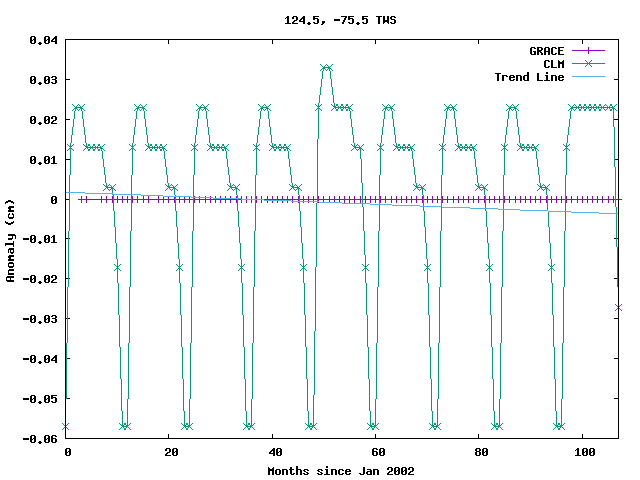 124.5, -75.5 TWS
GRACE
CLM
Trend Line
0.04
0.03
0.02
0.01
0
-0.01
-0.02
-0.03
-0.04
-0.05
-0.06
Anomaly (cm)
0 20 40 60 80 100
Months since Jan 2002